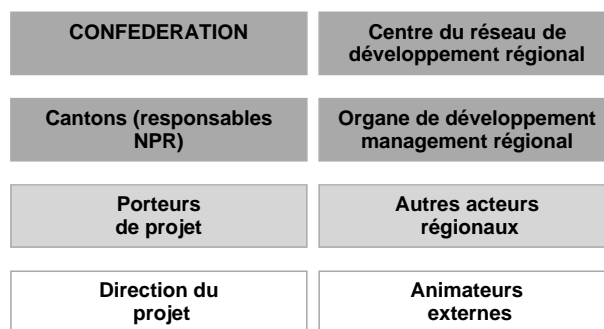 CONFEDERATION
Centre du réseau de
développement régional
Cantons (responsables
NPR)
Organe de développement
management régional
Porteurs
de projet
Autres acteurs
régionaux
Direction du
projet
Animateurs
externes